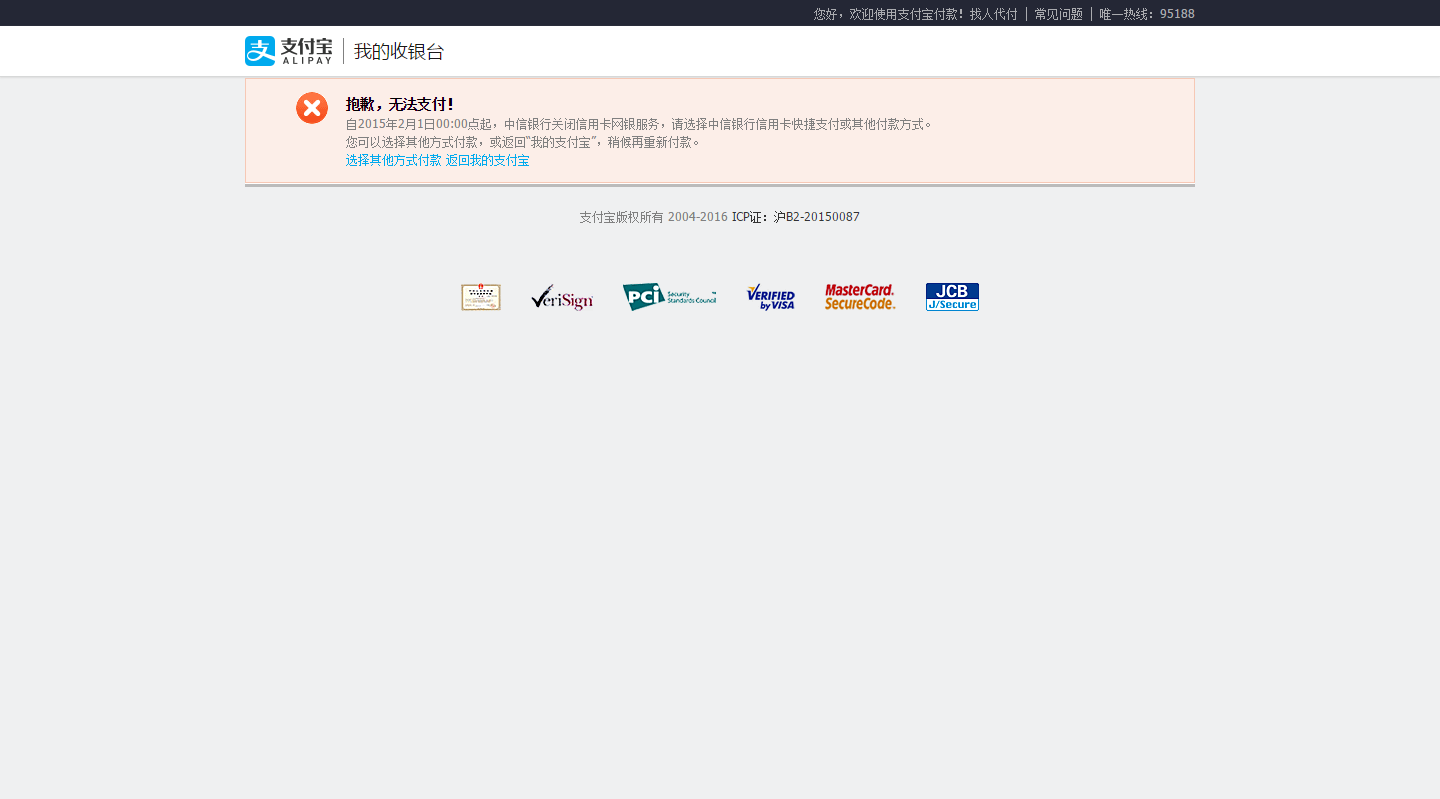 您好，欢迎使用支付宝付款！找人代付 | 常见问题 | 唯一热线：95188
支付宝 ALIPAY | 我的收银台
抱歉，无法支付！
自2015年2月1日00:00点起，中信银行关闭信用卡网银服务，请选择中信银行信用卡快捷支付或其他付款方式。
您可以选择其他方式付款，或返回“我的支付宝”，稍候再重新付款。
选择其他方式付款 返回我的支付宝
支付宝版权所有 2004-2016 ICP证：沪B2-20150087
VeriSign
PCI Security Standards Council
VERIFIED by VISA
MasterCard. SecureCode.
JCB J/Secure